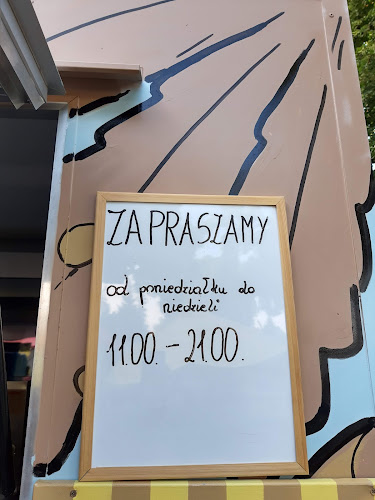 ZAPRASZAMY
od poniedziałku do
niedzieli
11.00. - 21.00.